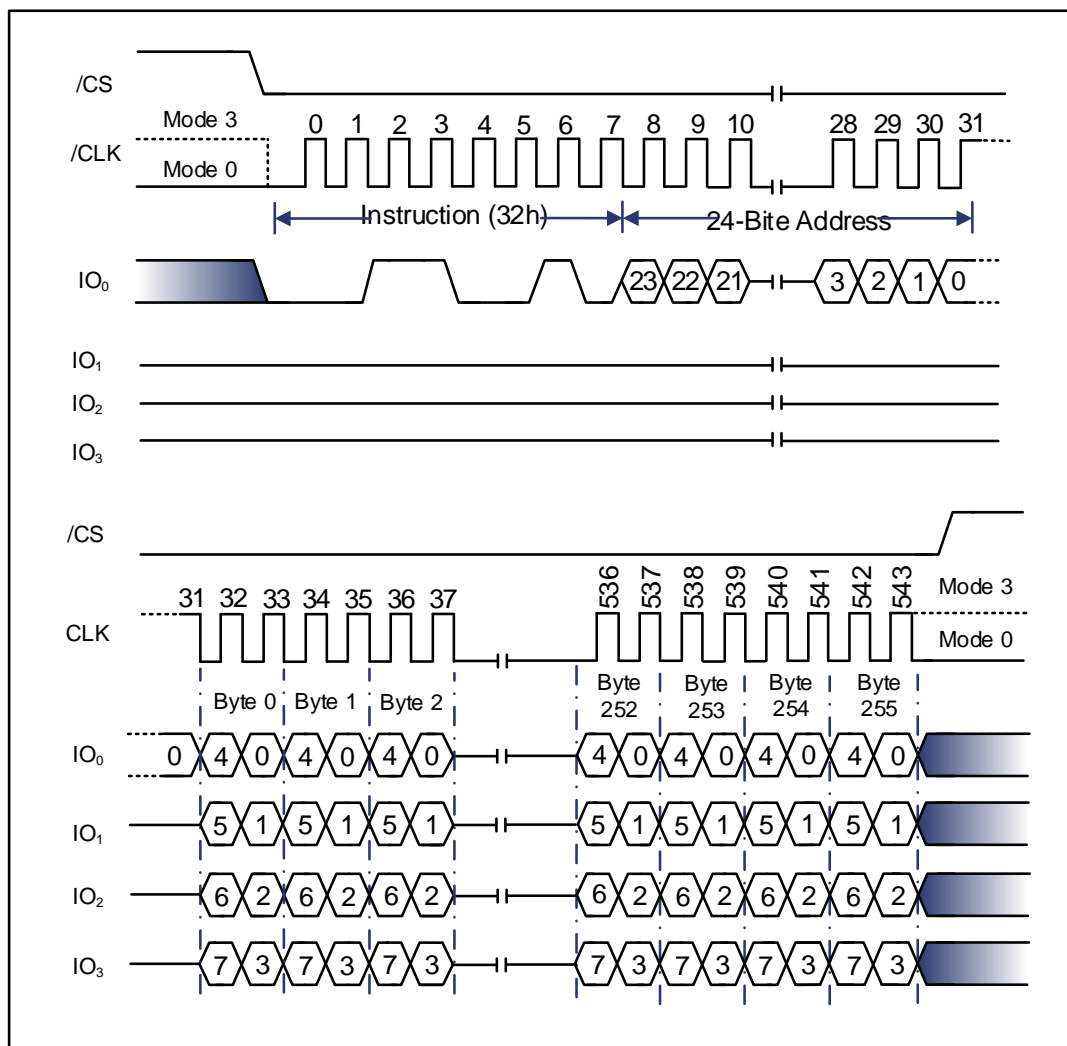 /CS
Mode 3
0 1 2 3 4 5 6 7 8 9 10 28 29 30 31
/CLK
Mode 0
Instruction (32h)
24-Bite Address
IO0
23 22 21 3 2 1 0
IO1
IO2
IO3
/CS
31 32 33 34 35 36 37 536 537 538 539 540 541 542 543
Mode 3
CLK
Mode 0
Byte 0 Byte 1 Byte 2 Byte 252 Byte 253 Byte 254 Byte 255
IO0 0 4 0 4 0 4 0 4 0 4 0 4 0 4 0
IO1 5 1 5 1 5 1 5 1 5 1 5 1 5 1
IO2 6 2 6 2 6 2 6 2 6 2 6 2 6 2
IO3 7 3 7 3 7 3 7 3 7 3 7 3 7 3